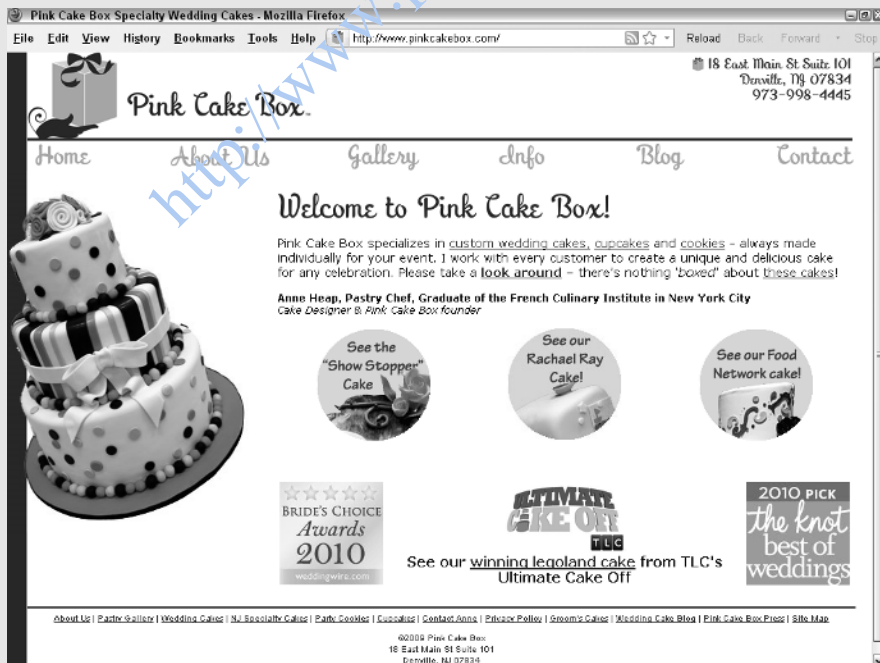 Pink Cake Box Specialty Wedding Cakes - Mozilla Firefox
File Edit View History Bookmarks Tools Help http://www.pinkcakebox.com/ Reload Back Forward Stop
http://www.
18 East Main St Suite 101
Denville, NJ 07834
973-998-4445
Pink Cake Box
Home About Us Gallery Info Blog Contact
Welcome to Pink Cake Box!
Pink Cake Box specializes in custom wedding cakes, cupcakes and cookies – always made
individually for your event. I work with every customer to create a unique and delicious cake
for any celebration. Please take a look around – there's nothing 'boxed' about these cakes!
Anne Heap, Pastry Chef, Graduate of the French Culinary Institute in New York City
Cake Designer & Pink Cake Box founder
See the
"Show Stopper"
Cake
See our
Rachael Ray
Cake!
See our Food
Network cake!
BRIDE'S CHOICE
Awards
2010
weddingwire.com
ULTIMATE
CAKE OFF
TLC
See our winning legoland cake from TLC's
Ultimate Cake Off
2010 PICK
the knot
best of
weddings
About Us | Pastry Gallery | Wedding Cakes | NJ Specialty Cakes | Party Cookies | Cupcakes | Contact Anne | Privacy Policy | Groom's Cakes | Wedding Cake Blog | Pink Cake Box Press | Site Map
©2009 Pink Cake Box
18 East Main St Suite 101
Denville, NJ 07834